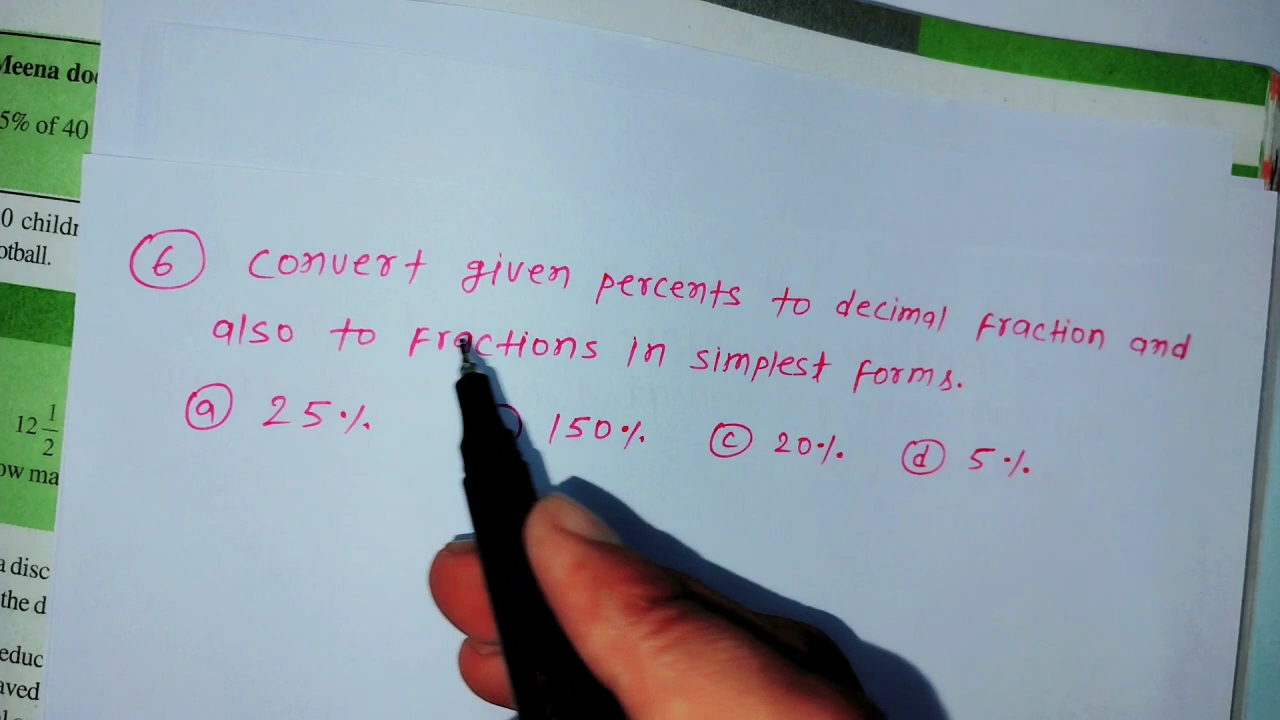 Meena do
5% of 40
0 childr
otball.
12 1/2
ow ma
a disc
the d
educ
aved
⑥ Convert given percents to decimal fraction and
also to Fractions in simplest forms.
ⓐ 25% 150% ⓒ 20% ⓓ 5%